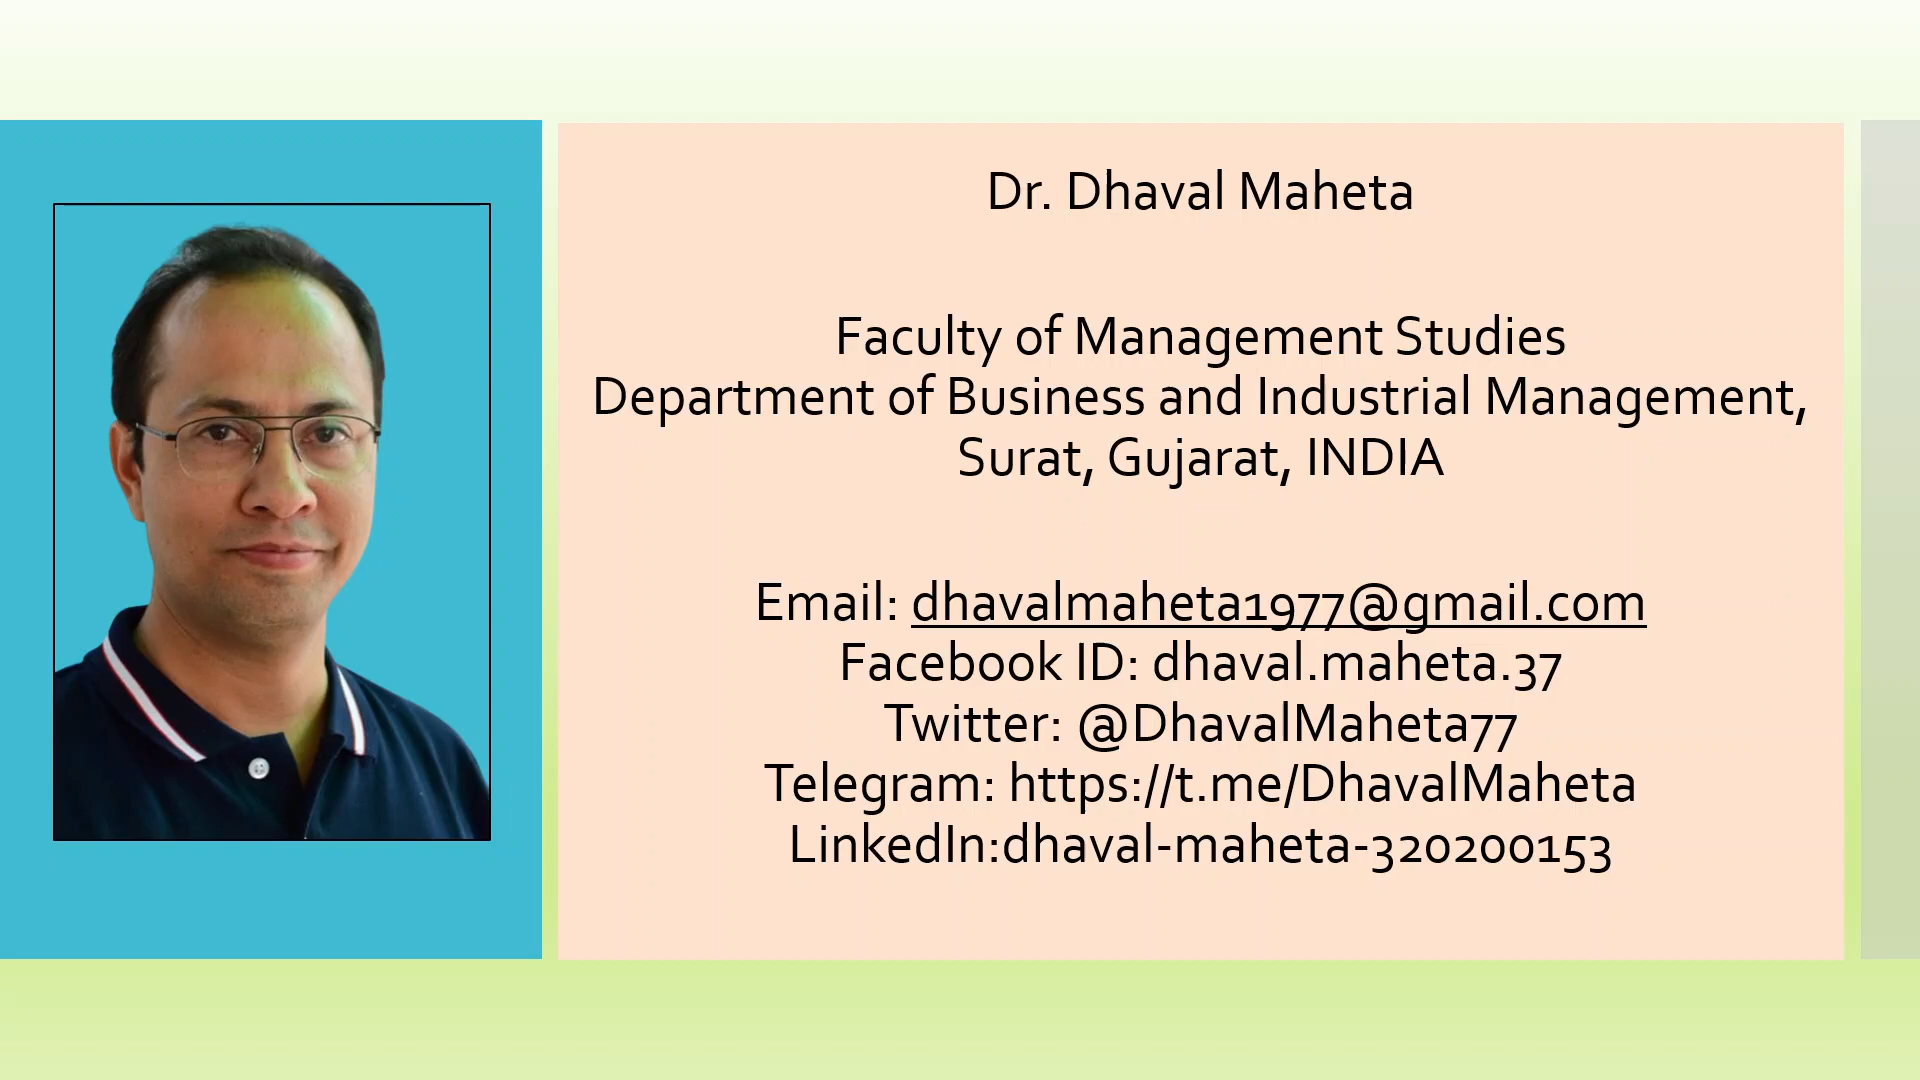 Dr. Dhaval Maheta
Faculty of Management Studies
Department of Business and Industrial Management,
Surat, Gujarat, INDIA
Email: dhavalmaheta1977@gmail.com
Facebook ID: dhaval.maheta.37
Twitter: @DhavalMaheta77
Telegram: https://t.me/DhavalMaheta
LinkedIn:dhaval-maheta-320200153